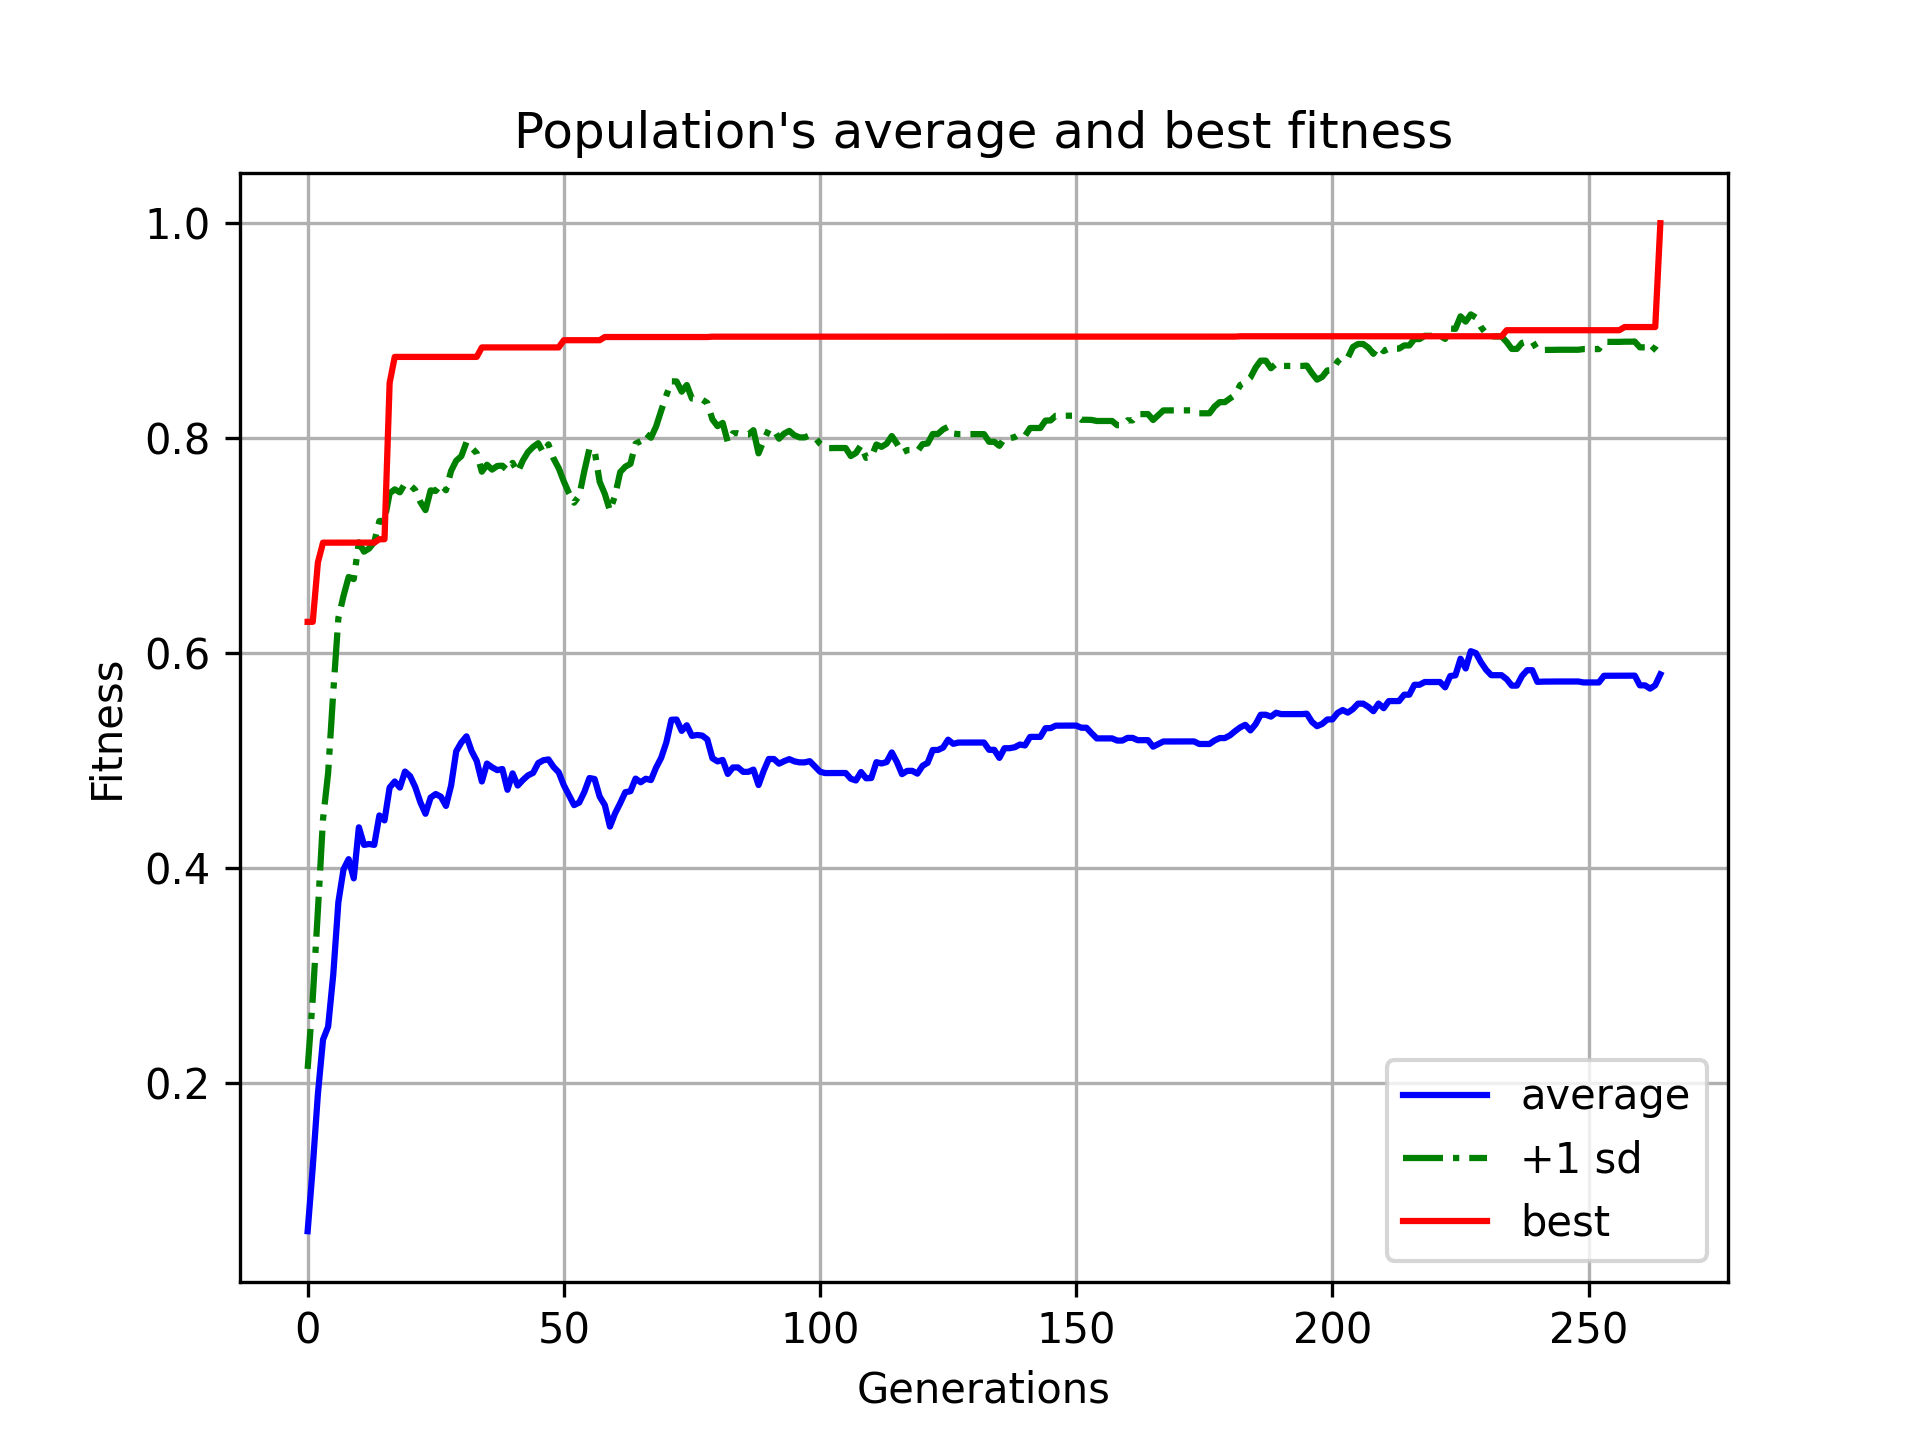 Population's average and best fitness
1.0
0.8
0.6
0.4
0.2
Fitness
0 50 100 150 200 250
Generations
average
+1 sd
best